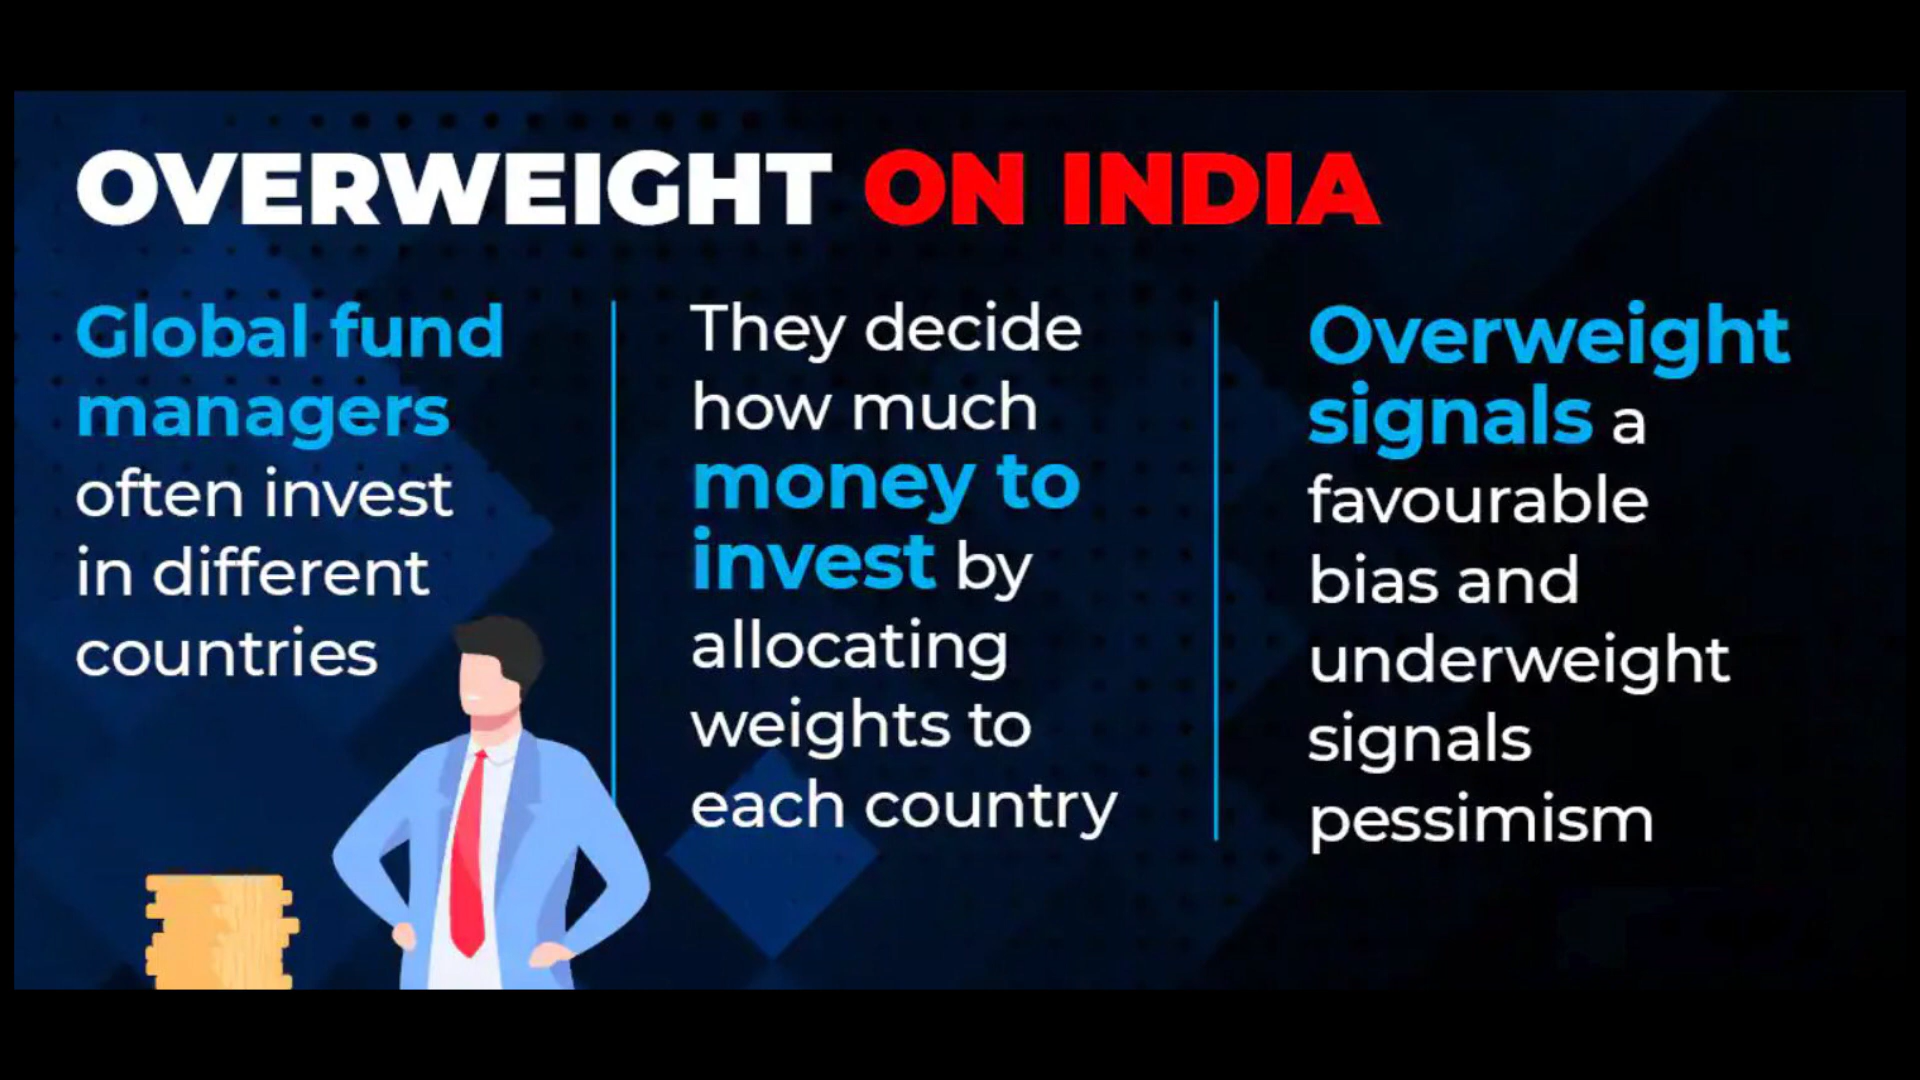 OVERWEIGHT ON INDIA
Global fund
managers
often invest
in different
countries
They decide
how much
money to
invest by
allocating
weights to
each country
Overweight
signals a
favourable
bias and
underweight
signals
pessimism